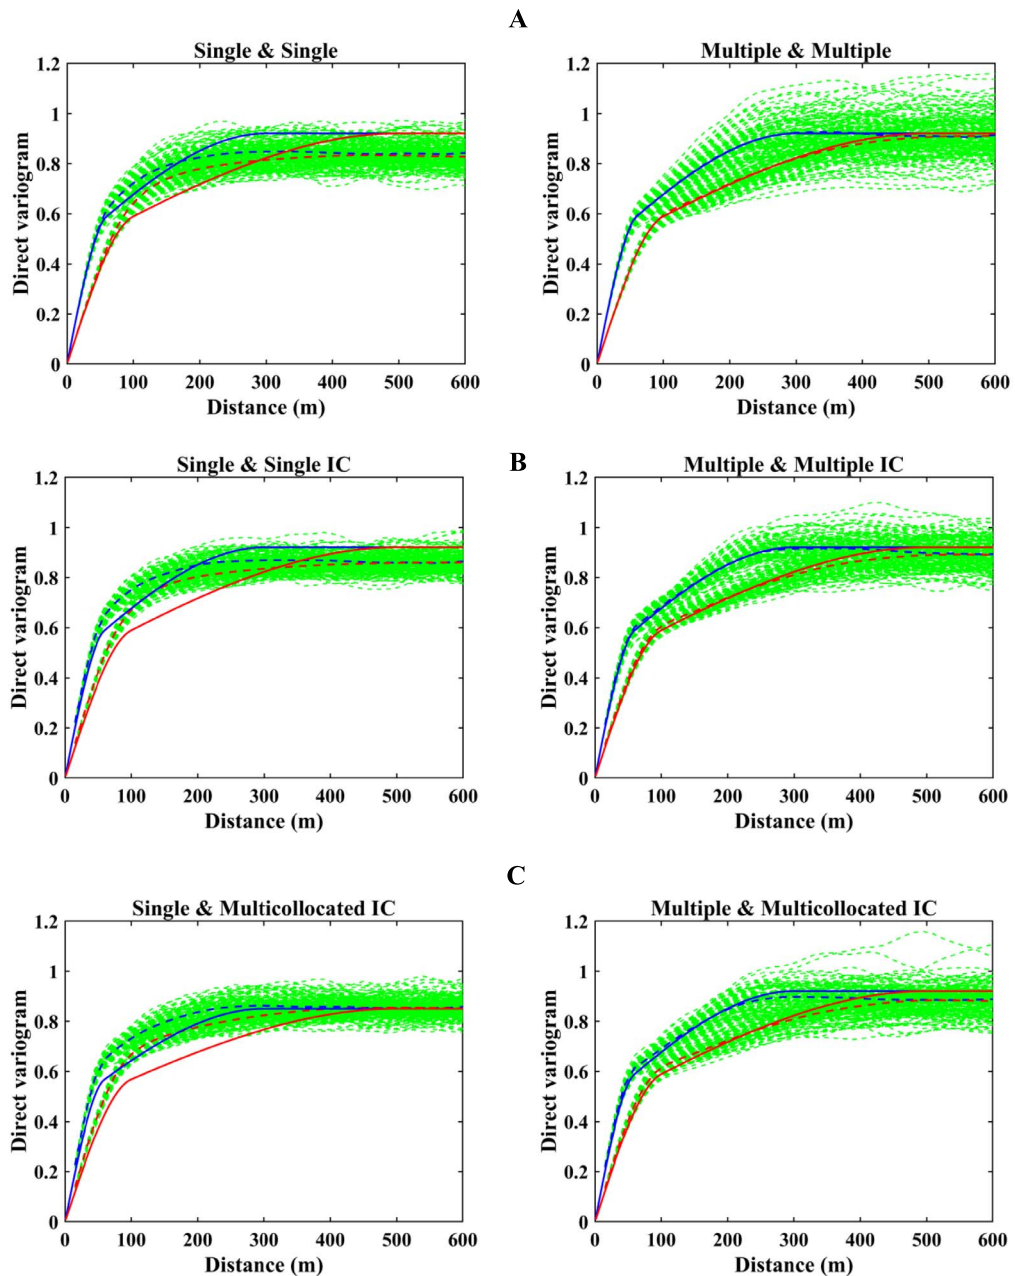 A
Single & Single
1.2
1
0.8
0.6
0.4
0.2
0
0 100 200 300 400 500 600
Direct variogram
Distance (m)
Multiple & Multiple
1.2
1
0.8
0.6
0.4
0.2
0
0 100 200 300 400 500 600
Direct variogram
Distance (m)
B
Single & Single IC
1.2
1
0.8
0.6
0.4
0.2
0
0 100 200 300 400 500 600
Direct variogram
Distance (m)
Multiple & Multiple IC
1.2
1
0.8
0.6
0.4
0.2
0
0 100 200 300 400 500 600
Direct variogram
Distance (m)
C
Single & Multicollocated IC
1.2
1
0.8
0.6
0.4
0.2
0
0 100 200 300 400 500 600
Direct variogram
Distance (m)
Multiple & Multicollocated IC
1.2
1
0.8
0.6
0.4
0.2
0
0 100 200 300 400 500 600
Direct variogram
Distance (m)